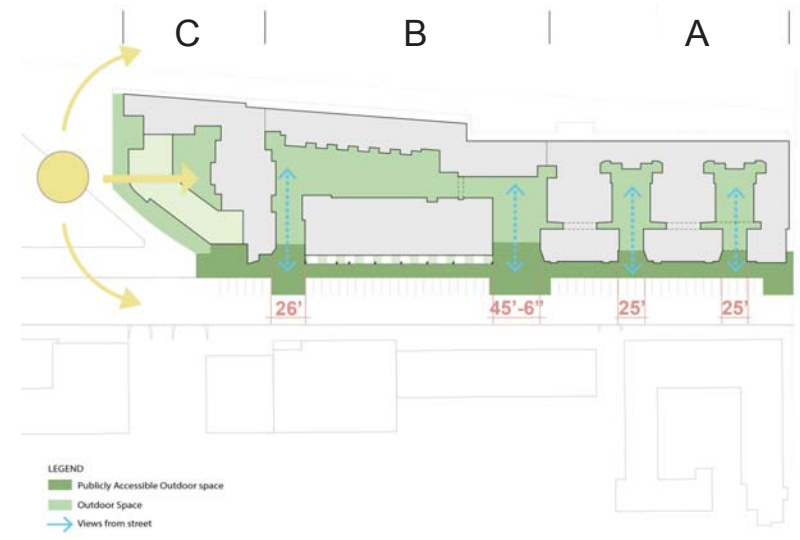 C B A
26' 45'-6" 25' 25'
LEGEND
Publicly Accessible Outdoor space
Outdoor Space
Views from street